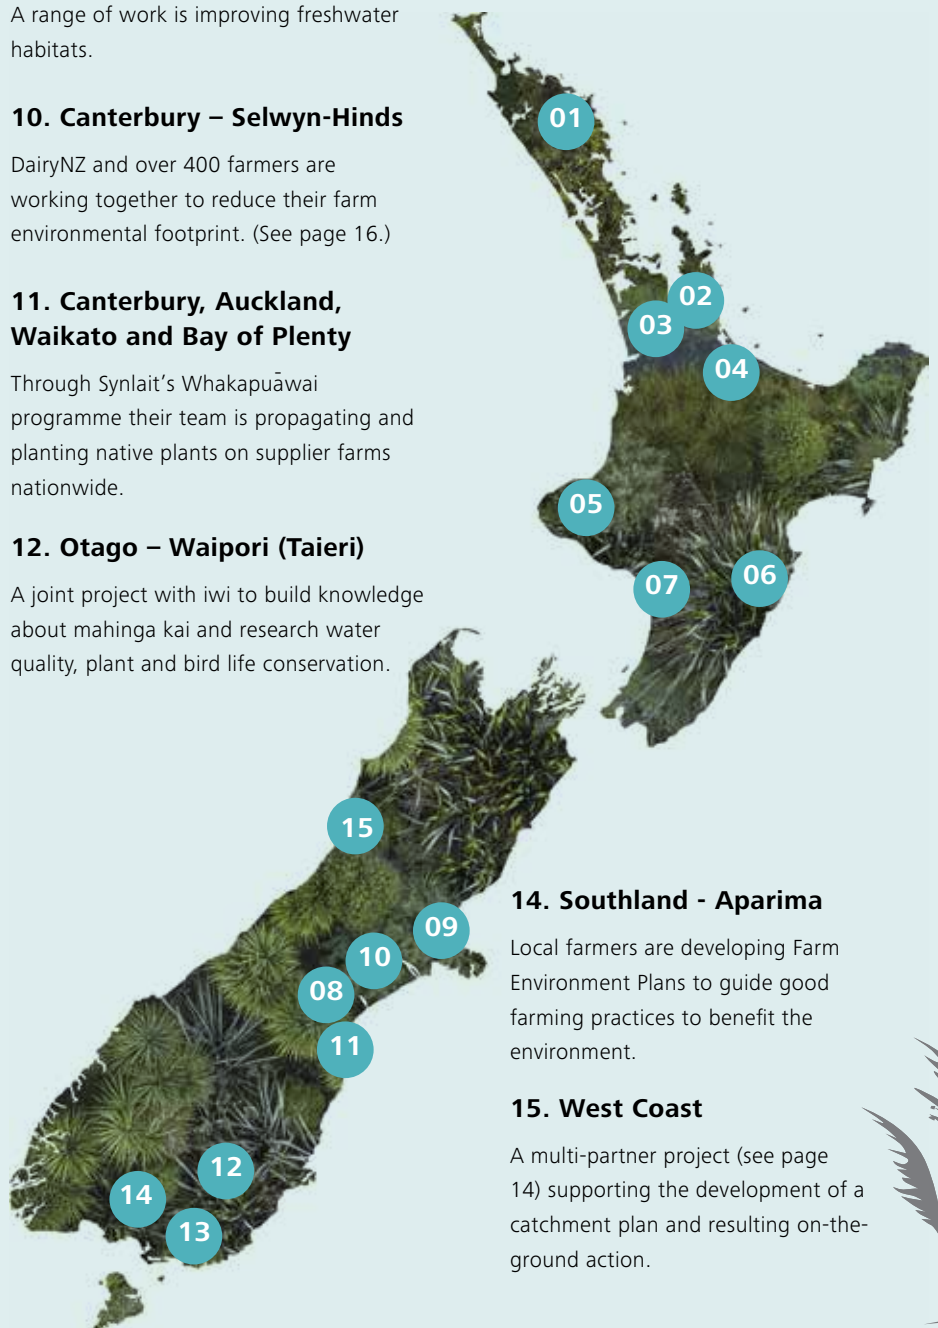 A range of work is improving freshwater
habitats.
10. Canterbury – Selwyn-Hinds
DairyNZ and over 400 farmers are
working together to reduce their farm
environmental footprint. (See page 16.)
11. Canterbury, Auckland,
Waikato and Bay of Plenty
Through Synlait’s Whakapuāwai
programme their team is propagating and
planting native plants on supplier farms
nationwide.
12. Otago – Waipori (Taieri)
A joint project with iwi to build knowledge
about mahinga kai and research water
quality, plant and bird life conservation.
01
02
03
04
05
06
07
15
09
10
08
11
12
14
13
14. Southland - Aparima
Local farmers are developing Farm
Environment Plans to guide good
farming practices to benefit the
environment.
15. West Coast
A multi-partner project (see page
14) supporting the development of a
catchment plan and resulting on-the-
ground action.